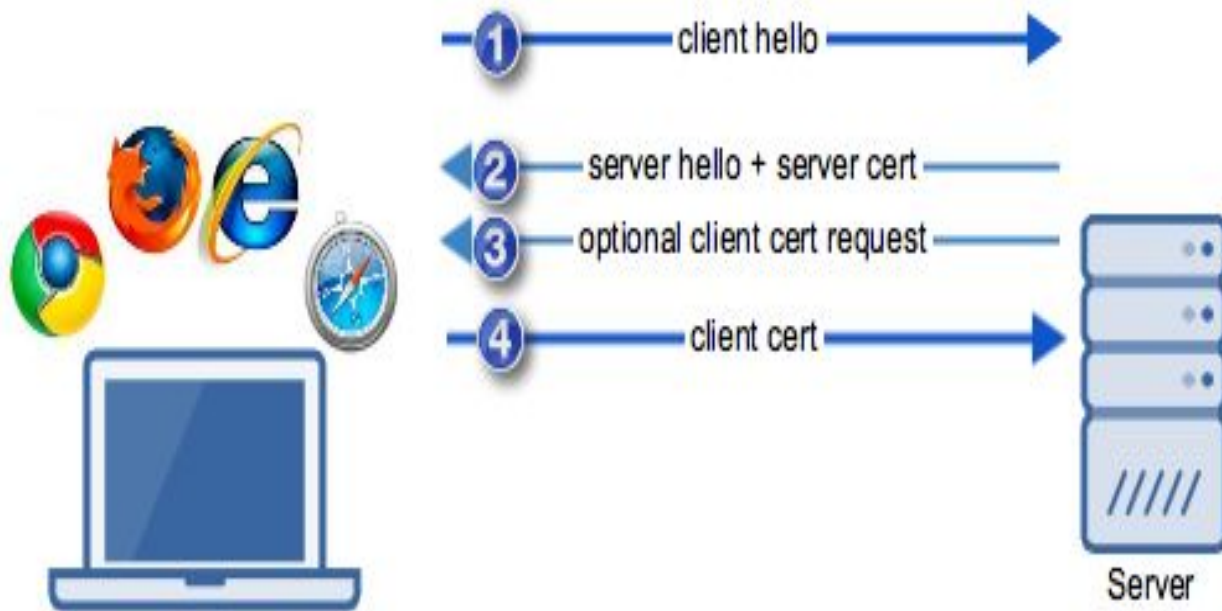 1 client hello
2 server hello + server cert
3 optional client cert request
4 client cert
Server